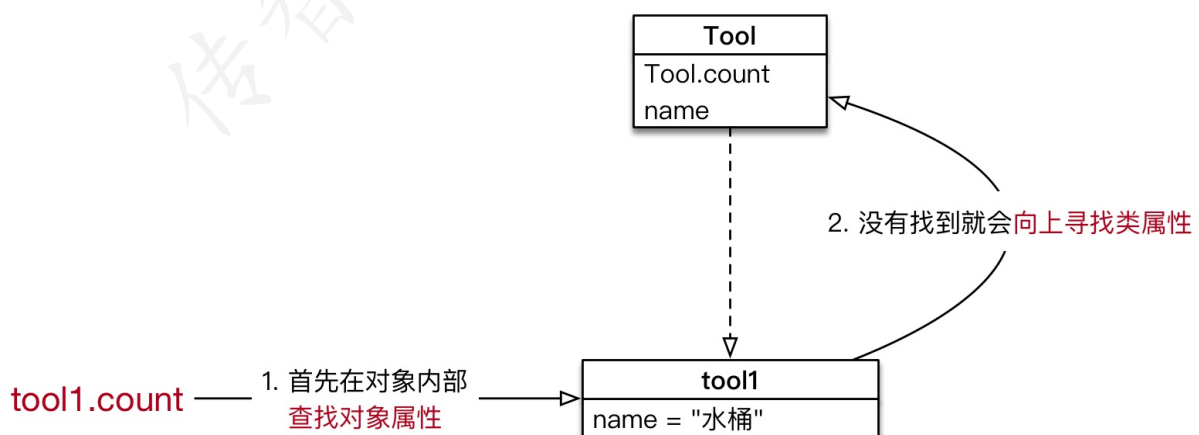 传智
Tool
Tool.count
name
2. 没有找到就会向上寻找类属性
tool1.count
1. 首先在对象内部
查找对象属性
tool1
name = "水桶"